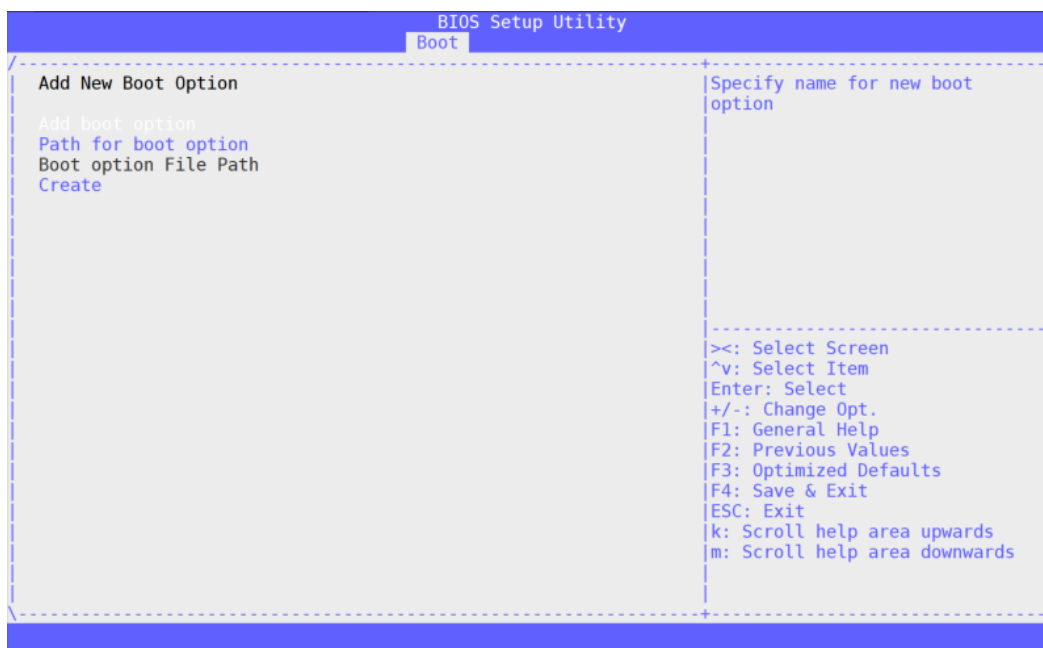 BIOS Setup Utility
Boot
Add New Boot Option
Add boot option
Path for boot option
Boot option File Path
Create
Specify name for new boot
option
><: Select Screen
^v: Select Item
Enter: Select
+/-: Change Opt.
F1: General Help
F2: Previous Values
F3: Optimized Defaults
F4: Save & Exit
ESC: Exit
k: Scroll help area upwards
m: Scroll help area downwards